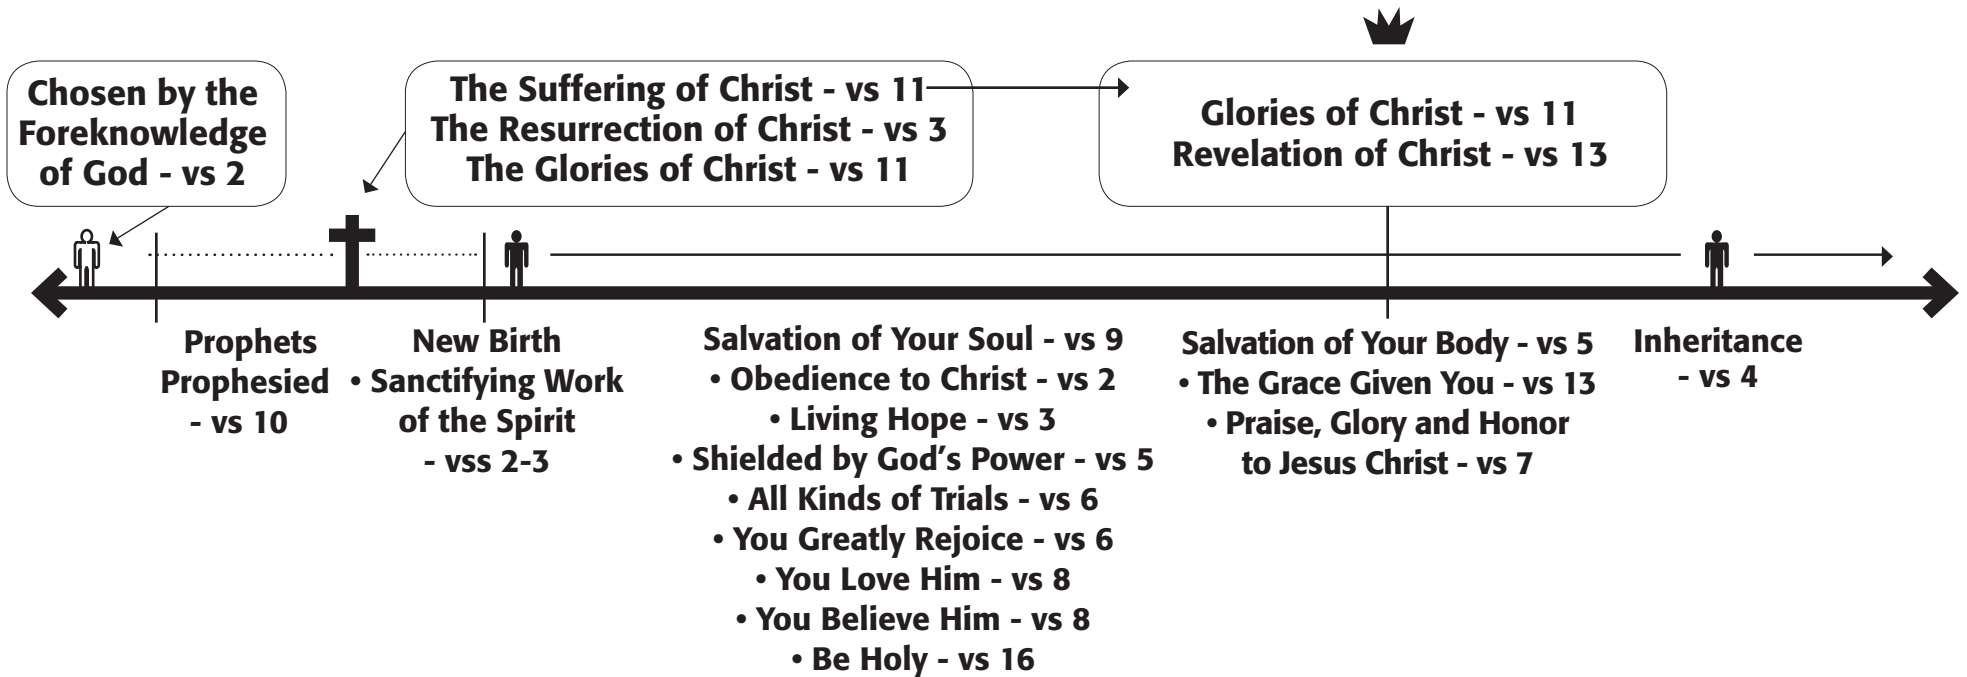 Chosen by the
Foreknowledge
of God - vs 2
The Suffering of Christ - vs 11
The Resurrection of Christ - vs 3
The Glories of Christ - vs 11
Glories of Christ - vs 11
Revelation of Christ - vs 13
Prophets
Prophesied
- vs 10
New Birth
• Sanctifying Work
of the Spirit
- vss 2-3
Salvation of Your Soul - vs 9
• Obedience to Christ - vs 2
• Living Hope - vs 3
• Shielded by God’s Power - vs 5
• All Kinds of Trials - vs 6
• You Greatly Rejoice - vs 6
• You Love Him - vs 8
• You Believe Him - vs 8
• Be Holy - vs 16
Salvation of Your Body - vs 5
• The Grace Given You - vs 13
• Praise, Glory and Honor
to Jesus Christ - vs 7
Inheritance
- vs 4